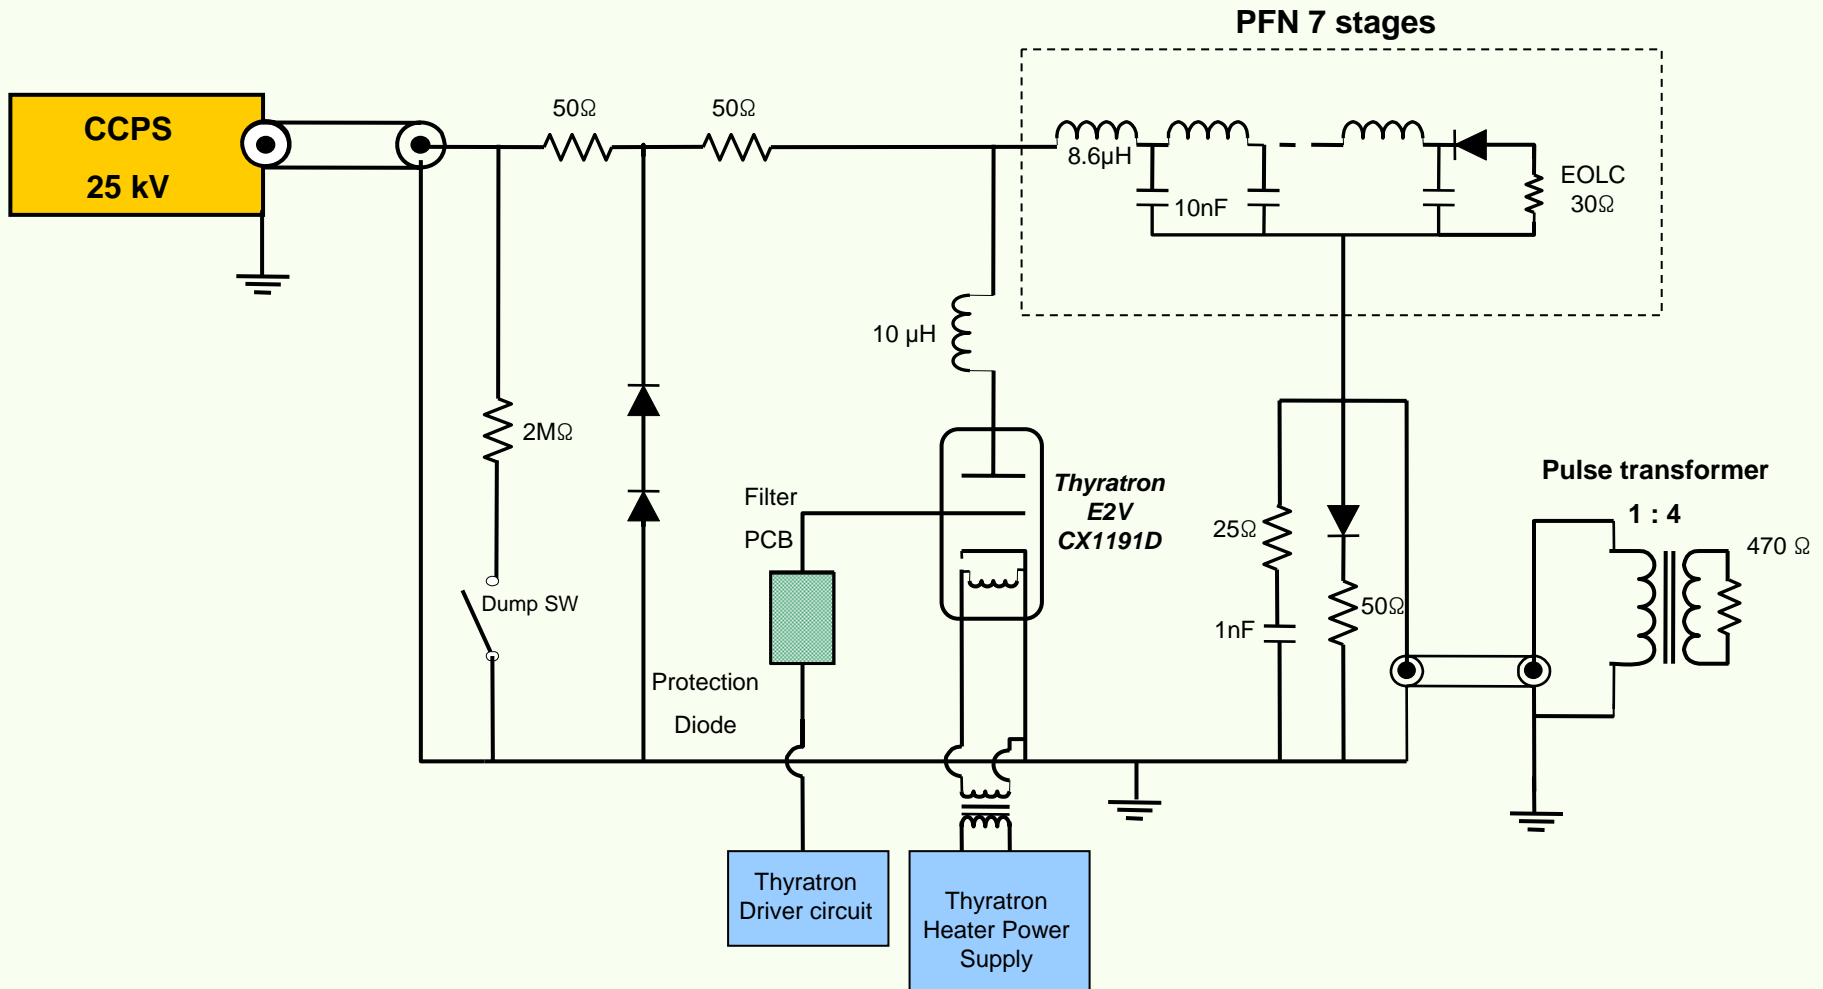 PFN 7 stages
CCPS
25 kV
50Ω
50Ω
8.6µH
10nF
EOLC
30Ω
10 µH
2MΩ
Dump SW
Protection
Diode
Filter
PCB
Thyratron
E2V
CX1191D
25Ω
1nF
50Ω
Pulse transformer
1 : 4
470 Ω
Thyratron
Driver circuit
Thyratron
Heater Power
Supply